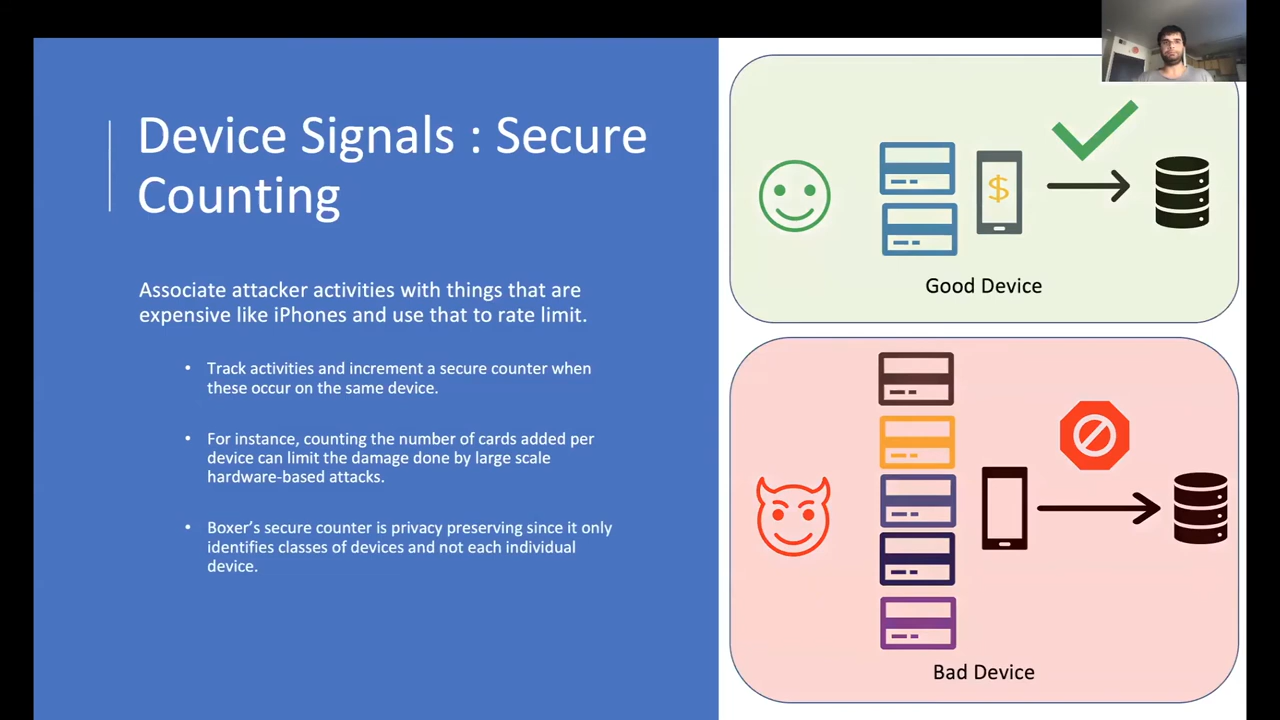 Device Signals : Secure
Counting
Associate attacker activities with things that are
expensive like iPhones and use that to rate limit.
• Track activities and increment a secure counter when
these occur on the same device.
• For instance, counting the number of cards added per
device can limit the damage done by large scale
hardware-based attacks.
• Boxer's secure counter is privacy preserving since it only
identifies classes of devices and not each individual
device.
$
Good Device
Bad Device